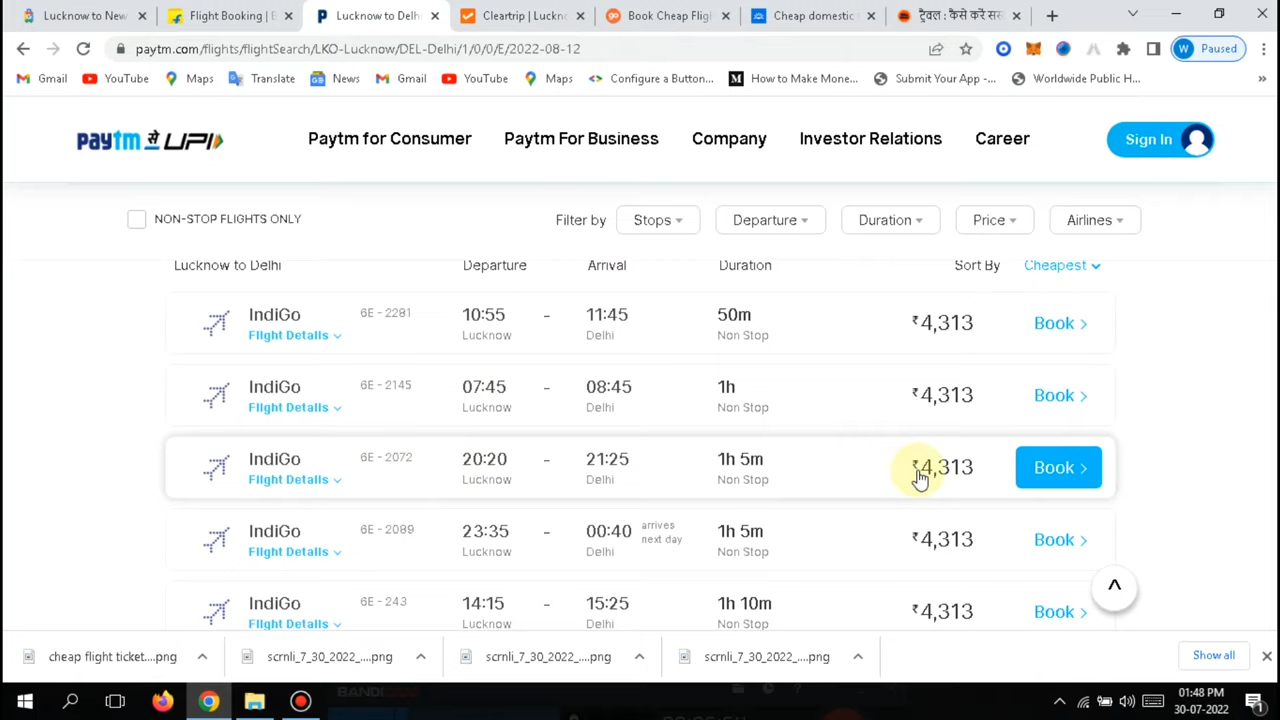 Lucknow to New
Flight Booking | B
Lucknow to Delh
Cleartrip | Luckn
Book Cheap Fligh
Cheap domestic
ट्रैवल : कैसे करें सस
paytm.com/flights/flightSearch/LKO-Lucknow/DEL-Delhi/1/0/0/E/2022-08-12
W Paused
Gmail YouTube Maps Translate News Gmail YouTube Maps Configure a Button... How to Make Mone... Submit Your App -... Worldwide Public H...
paytm से UPI
Paytm for Consumer Paytm For Business Company Investor Relations Career Sign In
NON-STOP FLIGHTS ONLY Filter by Stops Departure Duration Price Airlines
Lucknow to Delhi Departure Arrival Duration Sort By Cheapest
IndiGo 6E - 2281 10:55 - 11:45 50m ₹4,313 Book >
Flight Details Lucknow Delhi Non Stop
IndiGo 6E - 2145 07:45 - 08:45 1h ₹4,313 Book >
Flight Details Lucknow Delhi Non Stop
IndiGo 6E - 2072 20:20 - 21:25 1h 5m ₹4,313 Book >
Flight Details Lucknow Delhi Non Stop
IndiGo 6E - 2089 23:35 - 00:40 arrives next day 1h 5m ₹4,313 Book >
Flight Details Lucknow Delhi Non Stop
IndiGo 6E - 243 14:15 - 15:25 1h 10m ₹4,313 Book >
Flight Details Lucknow Delhi Non Stop
cheap flight ticket....png scrnli_7_30_2022_....png scrnli_7_30_2022_....png scrnli_7_30_2022_....png Show all
01:48 PM
30-07-2022
1